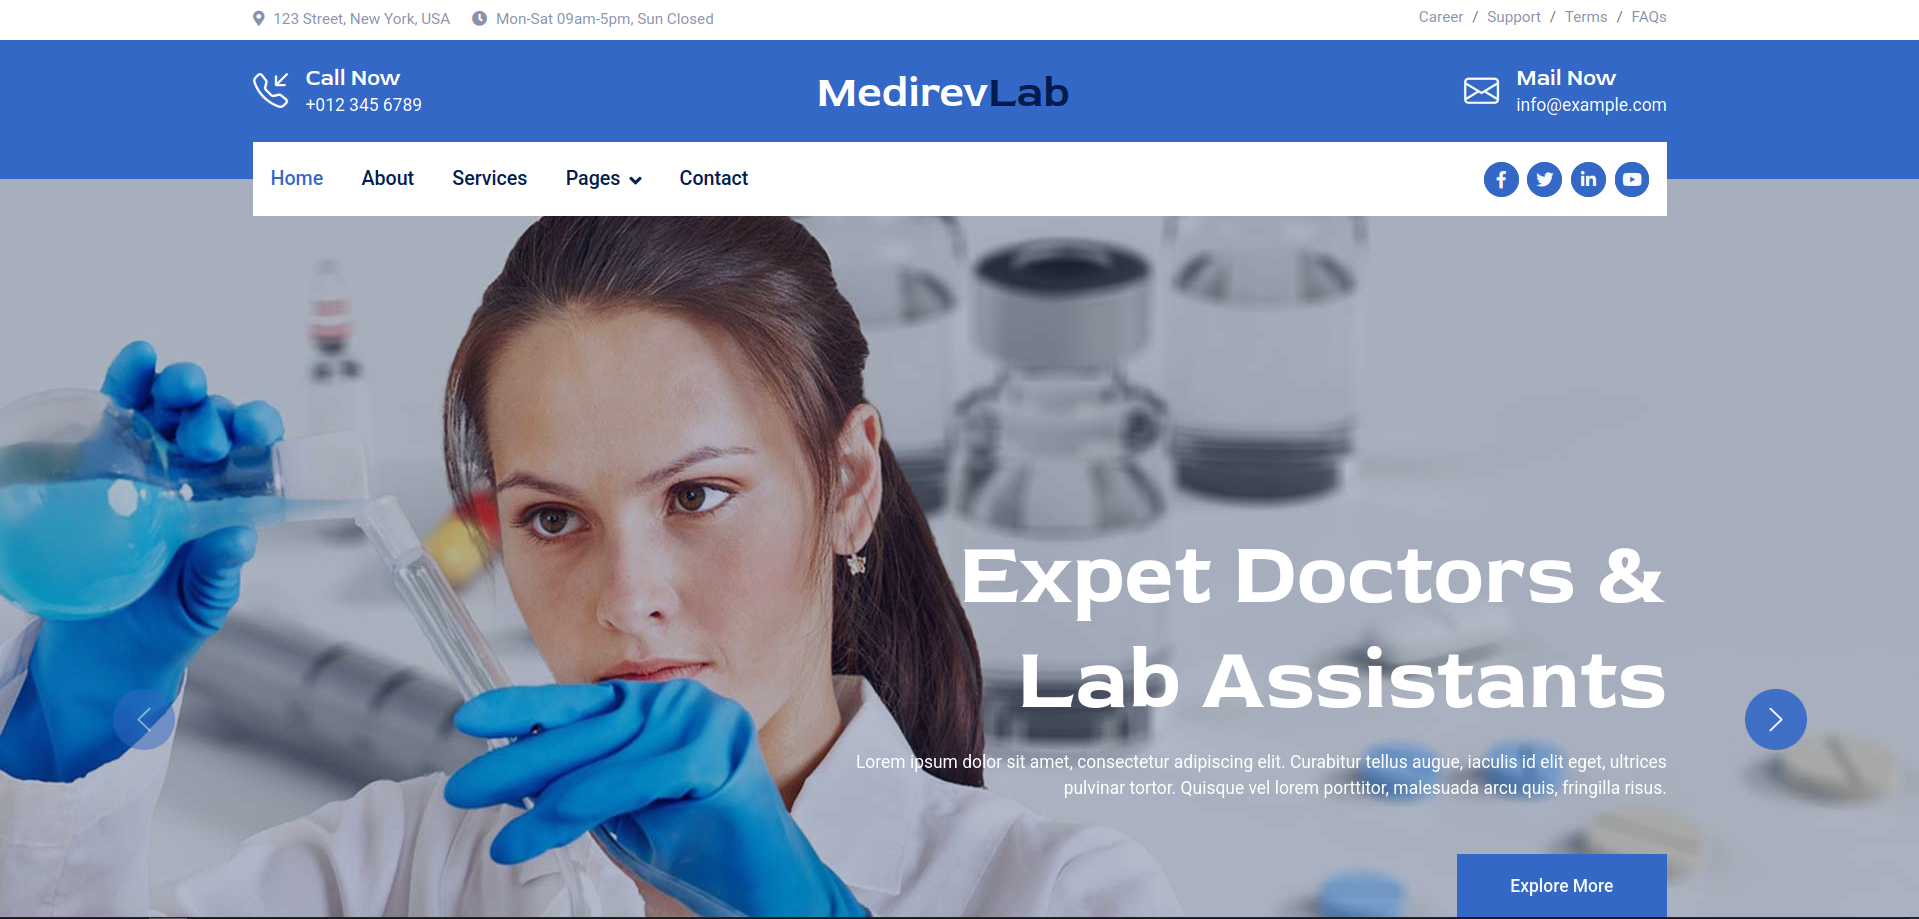 123 Street, New York, USA Mon-Sat 09am-5pm, Sun Closed Career / Support / Terms / FAQs
Call Now
+012 345 6789
MedirevLab
Mail Now
info@example.com
Home About Services Pages Contact
Expet Doctors &
Lab Assistants
Lorem ipsum dolor sit amet, consectetur adipiscing elit. Curabitur tellus augue, iaculis id elit eget, ultrices
pulvinar tortor. Quisque vel lorem porttitor, malesuada arcu quis, fringilla risus.
Explore More